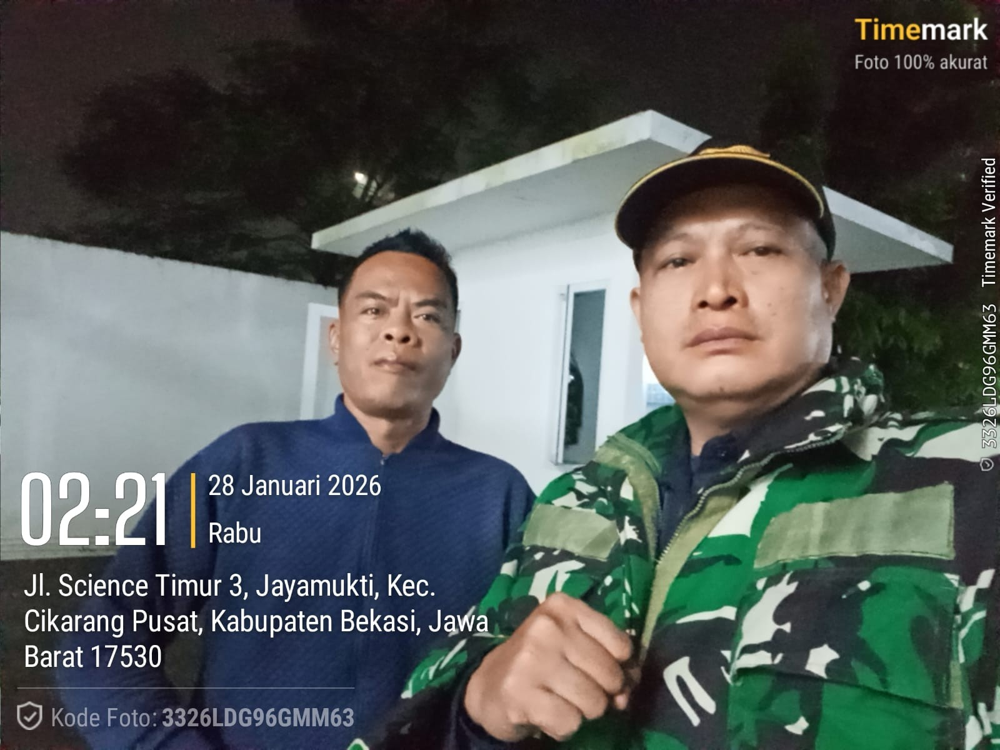 Timemark
Foto 100% akurat
02:21
28 Januari 2026
Rabu
Jl. Science Timur 3, Jayamukti, Kec.
Cikarang Pusat, Kabupaten Bekasi, Jawa
Barat 17530
Kode Foto: 3326LDG96GMM63
3326LDG96GMM63 Timemark Verified